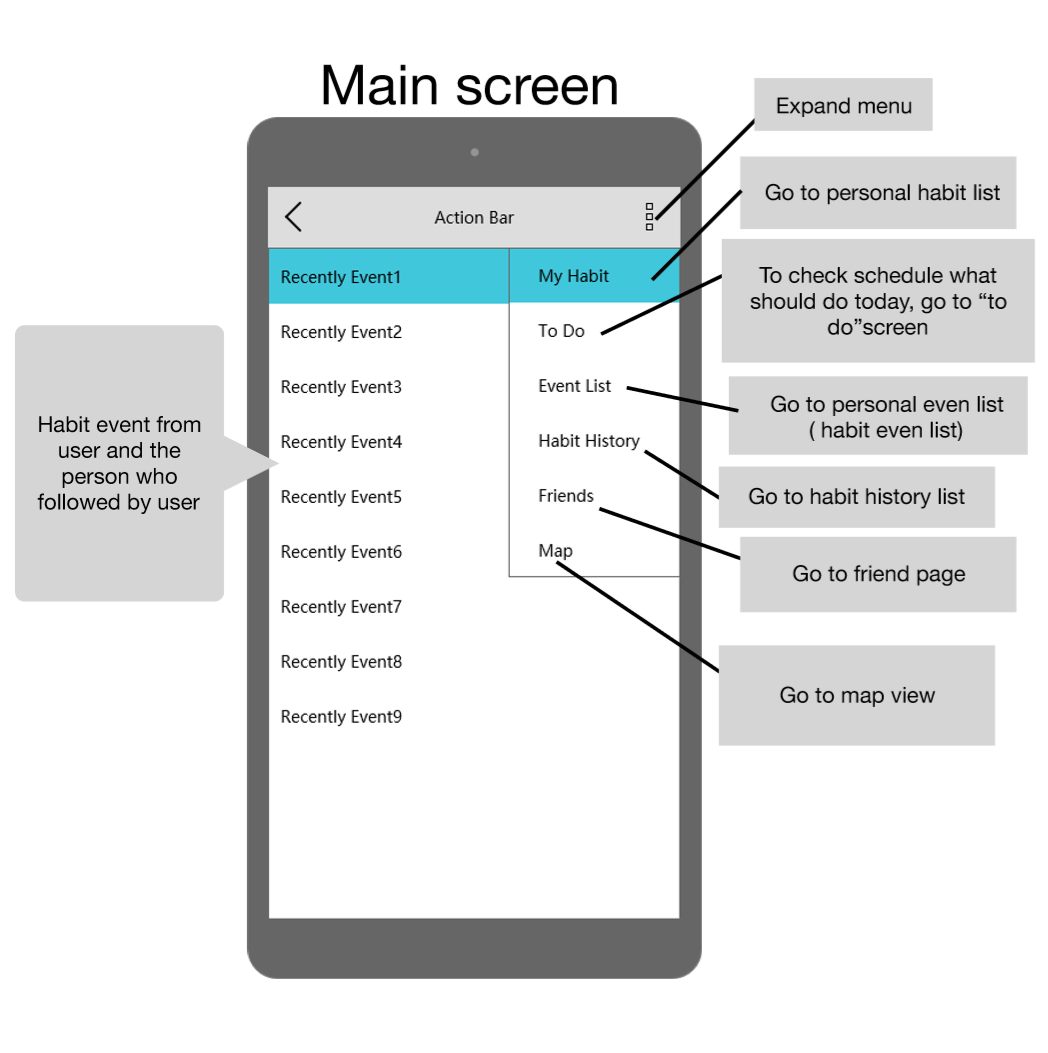 Main screen
Expand menu
Action Bar
Go to personal habit list
Recently Event1
My Habit
To check schedule what
should do today, go to “to
do”screen
Recently Event2
To Do
Recently Event3
Event List
Go to personal even list
( habit even list)
Habit event from
user and the
person who
followed by user
Recently Event4
Habit History
Recently Event5
Friends
Go to habit history list
Recently Event6
Map
Go to friend page
Recently Event7
Recently Event8
Go to map view
Recently Event9